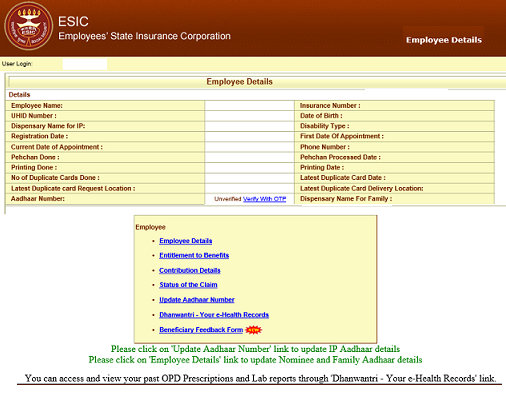 ESIC
Employees' State Insurance Corporation
Employee Details
User Login:
Employee Details
Details
Employee Name: Insurance Number :
UHID Number : Date of Birth :
Dispensary Name for IP: Disability Type :
Registration Date : First Date Of Appointment :
Current Date of Appointment : Phone Number :
Pehchan Done : Pehchan Processed Date :
Printing Done : Printing Date :
No of Duplicate Cards Done : Latest Duplicate Card Date :
Latest Duplicate card Request Location : Latest Duplicate Card Delivery Location:
Aadhaar Number: Unverified Verify With OTP Dispensary Name For Family :
Employee
• Employee Details
• Entitlement to Benefits
• Contribution Details
• Status of the Claim
• Update Aadhaar Number
• Dhanwantri - Your e-Health Records
• Beneficiary Feedback Form
Please click on 'Update Aadhaar Number' link to update IP Aadhaar details
Please click on 'Employee Details' link to update Nominee and Family Aadhaar details
You can access and view your past OPD Prescriptions and Lab reports through 'Dhanwantri - Your e-Health Records' link.